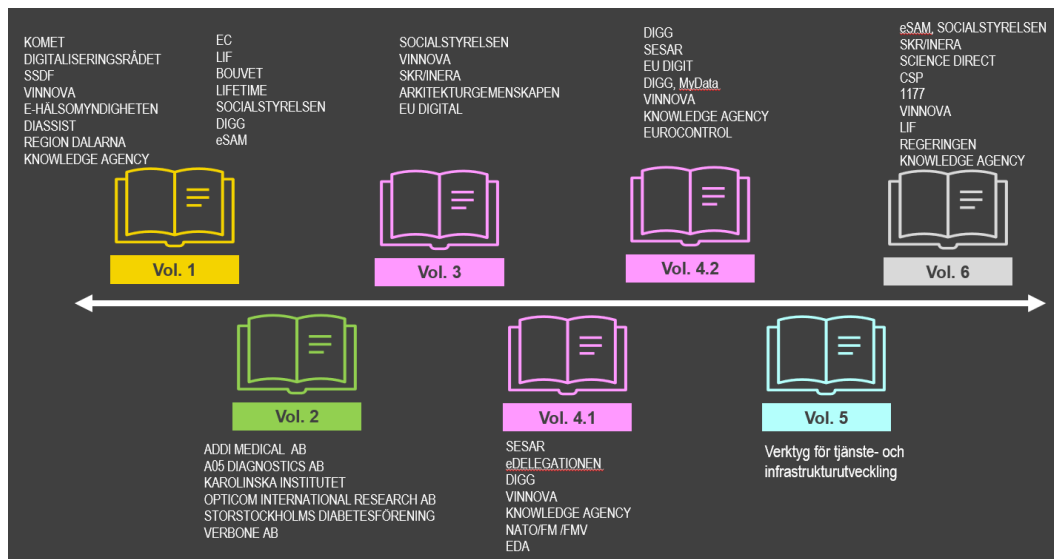 KOMET
DIGITALISERINGSRÅDET
SSDF
VINNOVA
E-HÄLSOMYNDIGHETEN
DIASSIST
REGION DALARNA
KNOWLEDGE AGENCY
EC
LIF
BOUVET
LIFETIME
SOCIALSTYRELSEN
DIGG
eSAM
SOCIALSTYRELSEN
VINNOVA
SKR/INERA
ARKITEKTURGEMENSKAPEN
EU DIGITAL
DIGG
SESAR
EU DIGIT
DIGG, MyData
VINNOVA
KNOWLEDGE AGENCY
EUROCONTROL
eSAM, SOCIALSTYRELSEN
SKR/INERA
SCIENCE DIRECT
CSP
1177
VINNOVA
LIF
REGERINGEN
KNOWLEDGE AGENCY
Vol. 1
Vol. 3
Vol. 4.2
Vol. 6
Vol. 2
Vol. 4.1
Vol. 5
ADDI MEDICAL AB
A05 DIAGNOSTICS AB
KAROLINSKA INSTITUTET
OPTICOM INTERNATIONAL RESEARCH AB
STORSTOCKHOLMS DIABETESFÖRENING
VERBONE AB
SESAR
eDELEGATIONEN
DIGG
VINNOVA
KNOWLEDGE AGENCY
NATO/FM /FMV
EDA
Verktyg för tjänste- och
infrastrukturutveckling